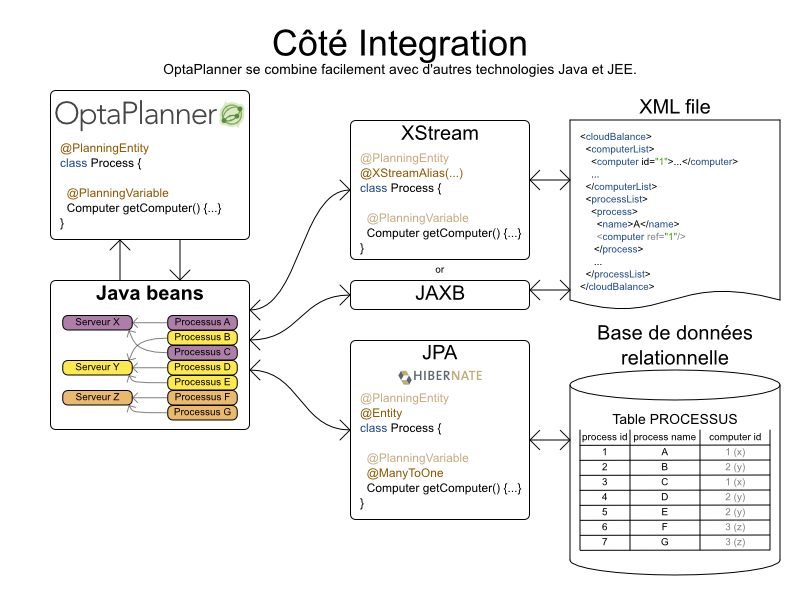 Côté Integration
OptaPlanner se combine facilement avec d'autres technologies Java et JEE.
OptaPlanner
@PlanningEntity
class Process {
@PlanningVariable
Computer getComputer() {...}
}
Java beans
Serveur X
Serveur Y
Serveur Z
Processus A
Processus B
Processus C
Processus D
Processus E
Processus F
Processus G
XStream
@PlanningEntity
@XStreamAlias(...)
class Process {
@PlanningVariable
Computer getComputer() {...}
}
or
JAXB
JPA
HIBERNATE
@PlanningEntity
@Entity
class Process {
@PlanningVariable
@ManyToOne
Computer getComputer() {...}
}
XML file
<cloudBalance>
<computerList>
<computer id="1">...</computer>
...
</computerList>
<processList>
<process>
<name>A</name>
<computer ref="1"/>
</process>
...
</processList>
</cloudBalance>
Base de données
relationnelle
Table PROCESSUS
process id process name computer id
1 A 1 (x)
2 B 2 (y)
3 C 1 (x)
4 D 2 (y)
5 E 2 (y)
6 F 3 (z)
7 G 3 (z)